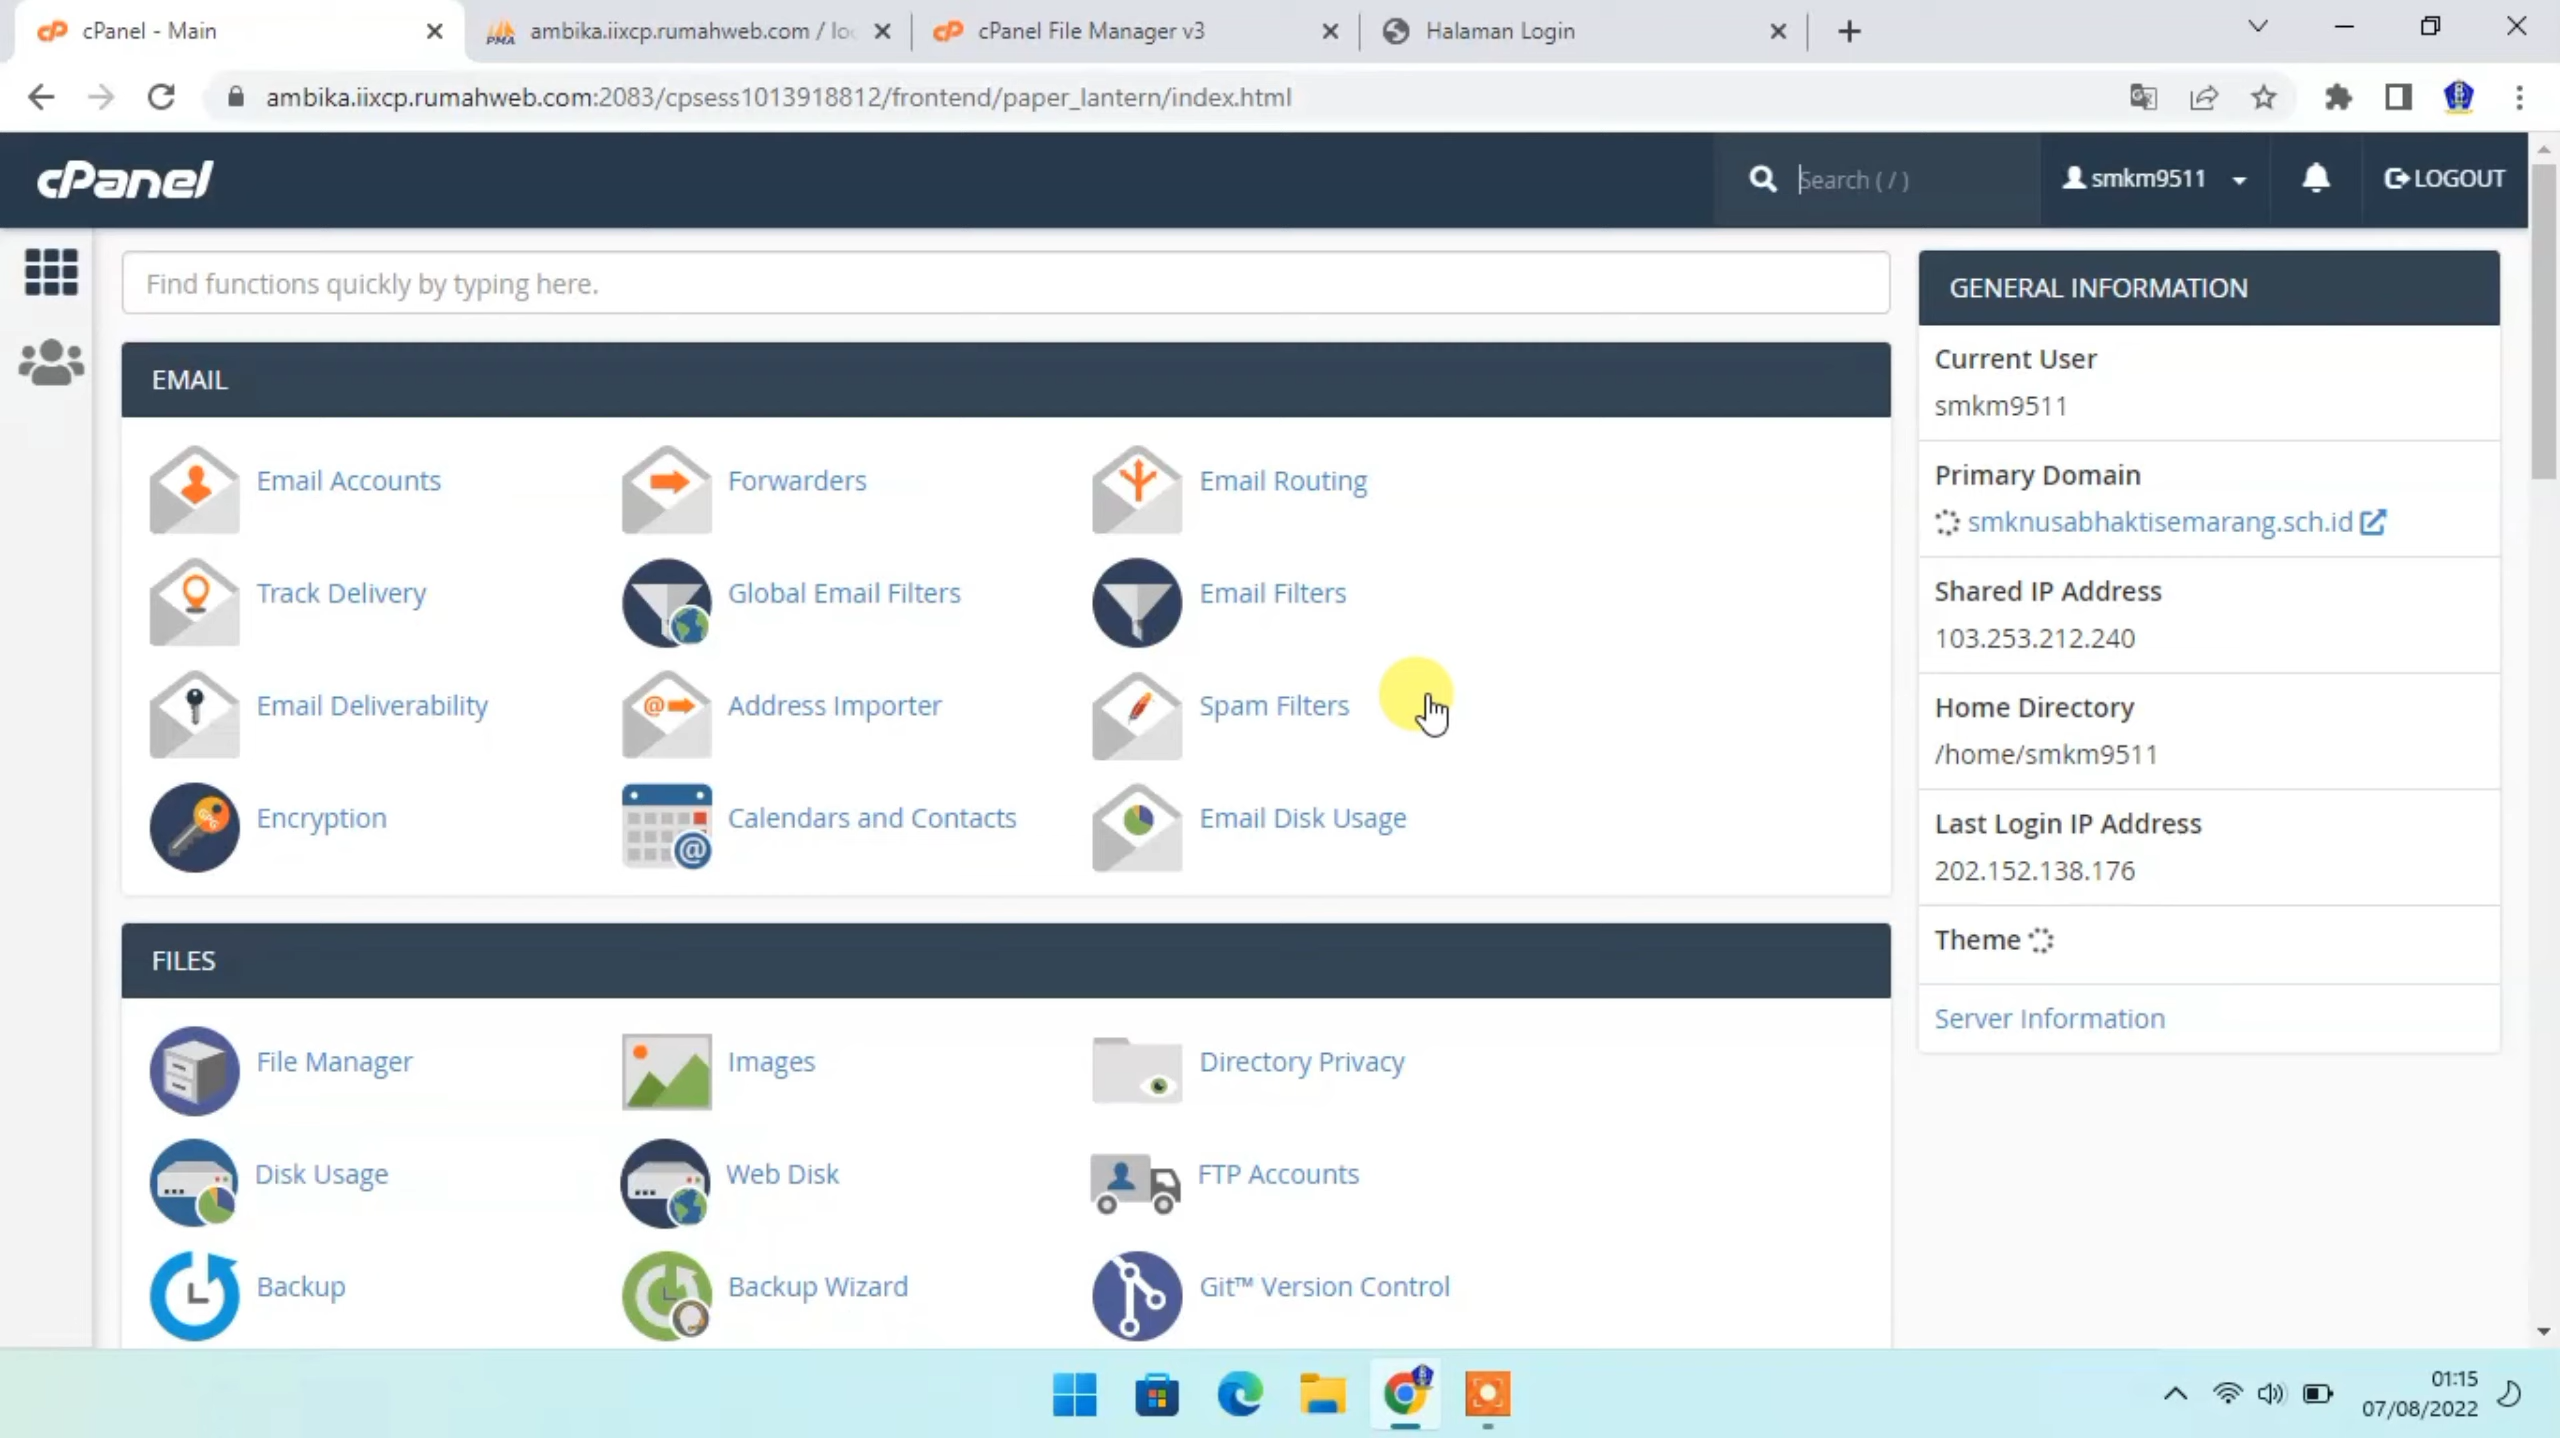 cPanel - Main
ambika.iixcp.rumahweb.com / loc
cPanel File Manager v3
Halaman Login
ambika.iixcp.rumahweb.com:2083/cpsess1013918812/frontend/paper_lantern/index.html
cPanel
Search ( / )
smkm9511
LOGOUT
Find functions quickly by typing here.
EMAIL
Email Accounts
Forwarders
Email Routing
Track Delivery
Global Email Filters
Email Filters
Email Deliverability
Address Importer
Spam Filters
Encryption
Calendars and Contacts
Email Disk Usage
FILES
File Manager
Images
Directory Privacy
Disk Usage
Web Disk
FTP Accounts
Backup
Backup Wizard
Git™ Version Control
GENERAL INFORMATION
Current User
smkm9511
Primary Domain
smknusabhaktisemarang.sch.id
Shared IP Address
103.253.212.240
Home Directory
/home/smkm9511
Last Login IP Address
202.152.138.176
Theme
Server Information
01:15
07/08/2022